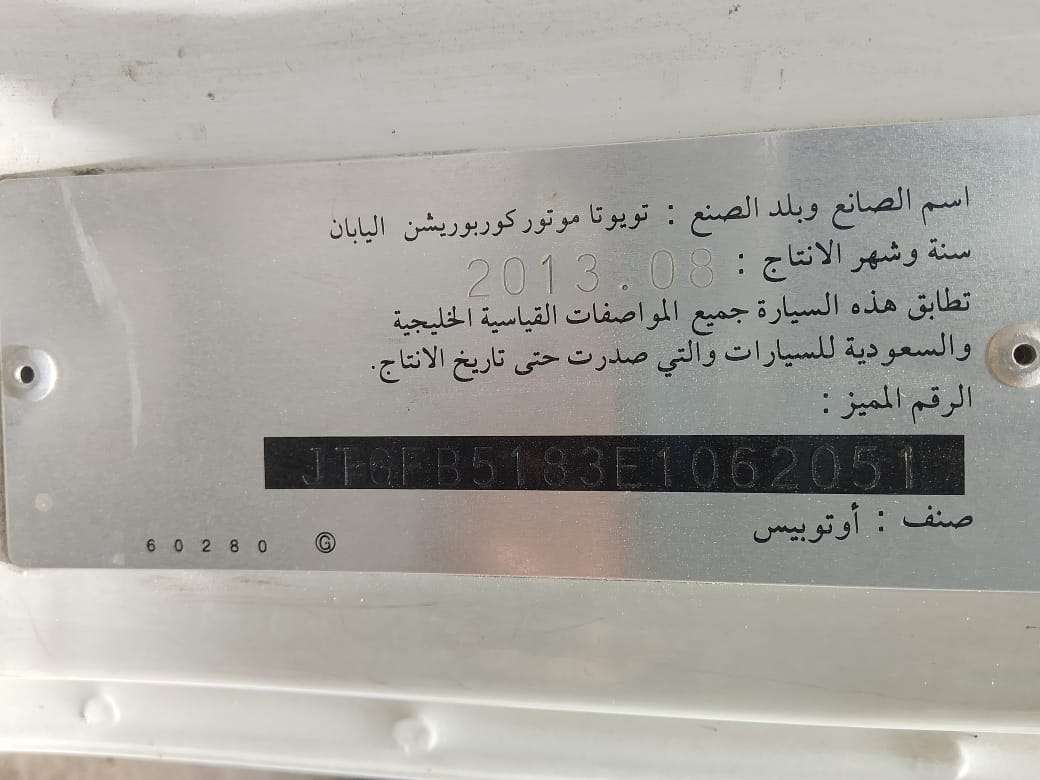 اسم الصانع وبلد الصنع : تويوتا موتور كوربوريشن اليابان
سنة وشهر الانتاج : 2013.08
تطابق هذه السيارة جميع المواصفات القياسية الخليجية
والسعودية للسيارات والتي صدرت حتى تاريخ الانتاج.
الرقم المميز :
JTGFB5183E1062051
صنف : أوتوبيس
60280 Ⓖ